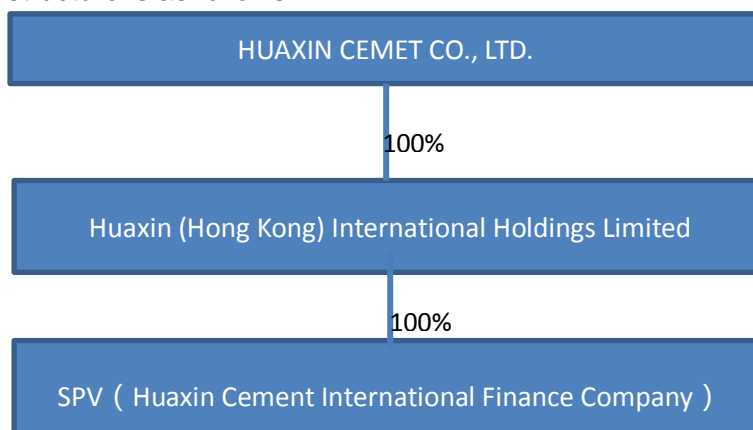 HUAXIN CEMET CO., LTD.
100%
Huaxin (Hong Kong) International Holdings Limited
100%
SPV ( Huaxin Cement International Finance Company )